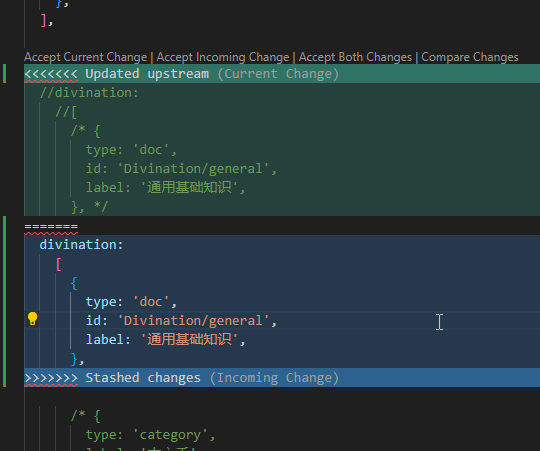 },
],
Accept Current Change | Accept Incoming Change | Accept Both Changes | Compare Changes
<<<<<<< Updated upstream (Current Change)
//divination:
//[
/* {
type: 'doc',
id: 'Divination/general',
label: '通用基础知识',
}, */
=======
divination:
[
{
type: 'doc',
id: 'Divination/general',
label: '通用基础知识',
},
>>>>>>> Stashed changes (Incoming Change)
/* {
type: 'category',